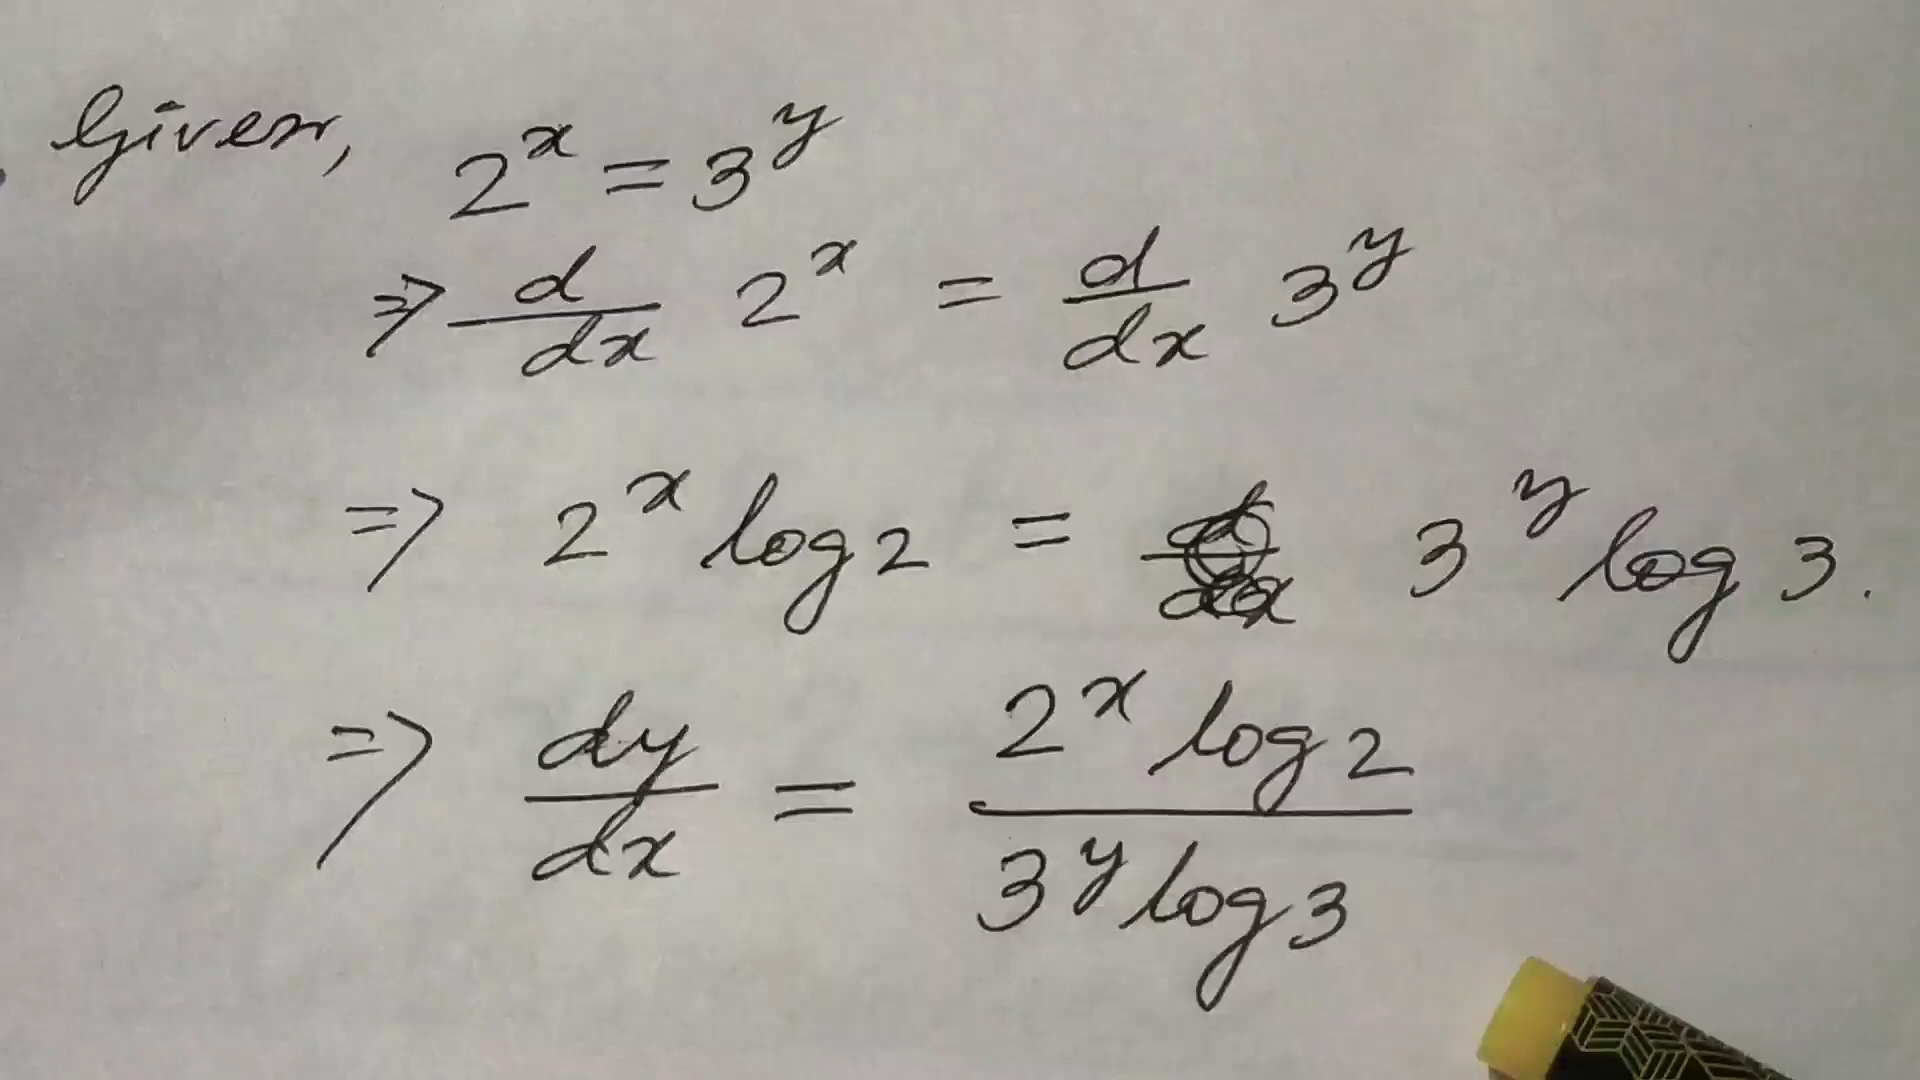 Given, 2^x = 3^y
⇒ d/dx 2^x = d/dx 3^y
⇒ 2^x log 2 = 3^y log 3.
⇒ dy/dx = 2^x log 2 / 3^y log 3